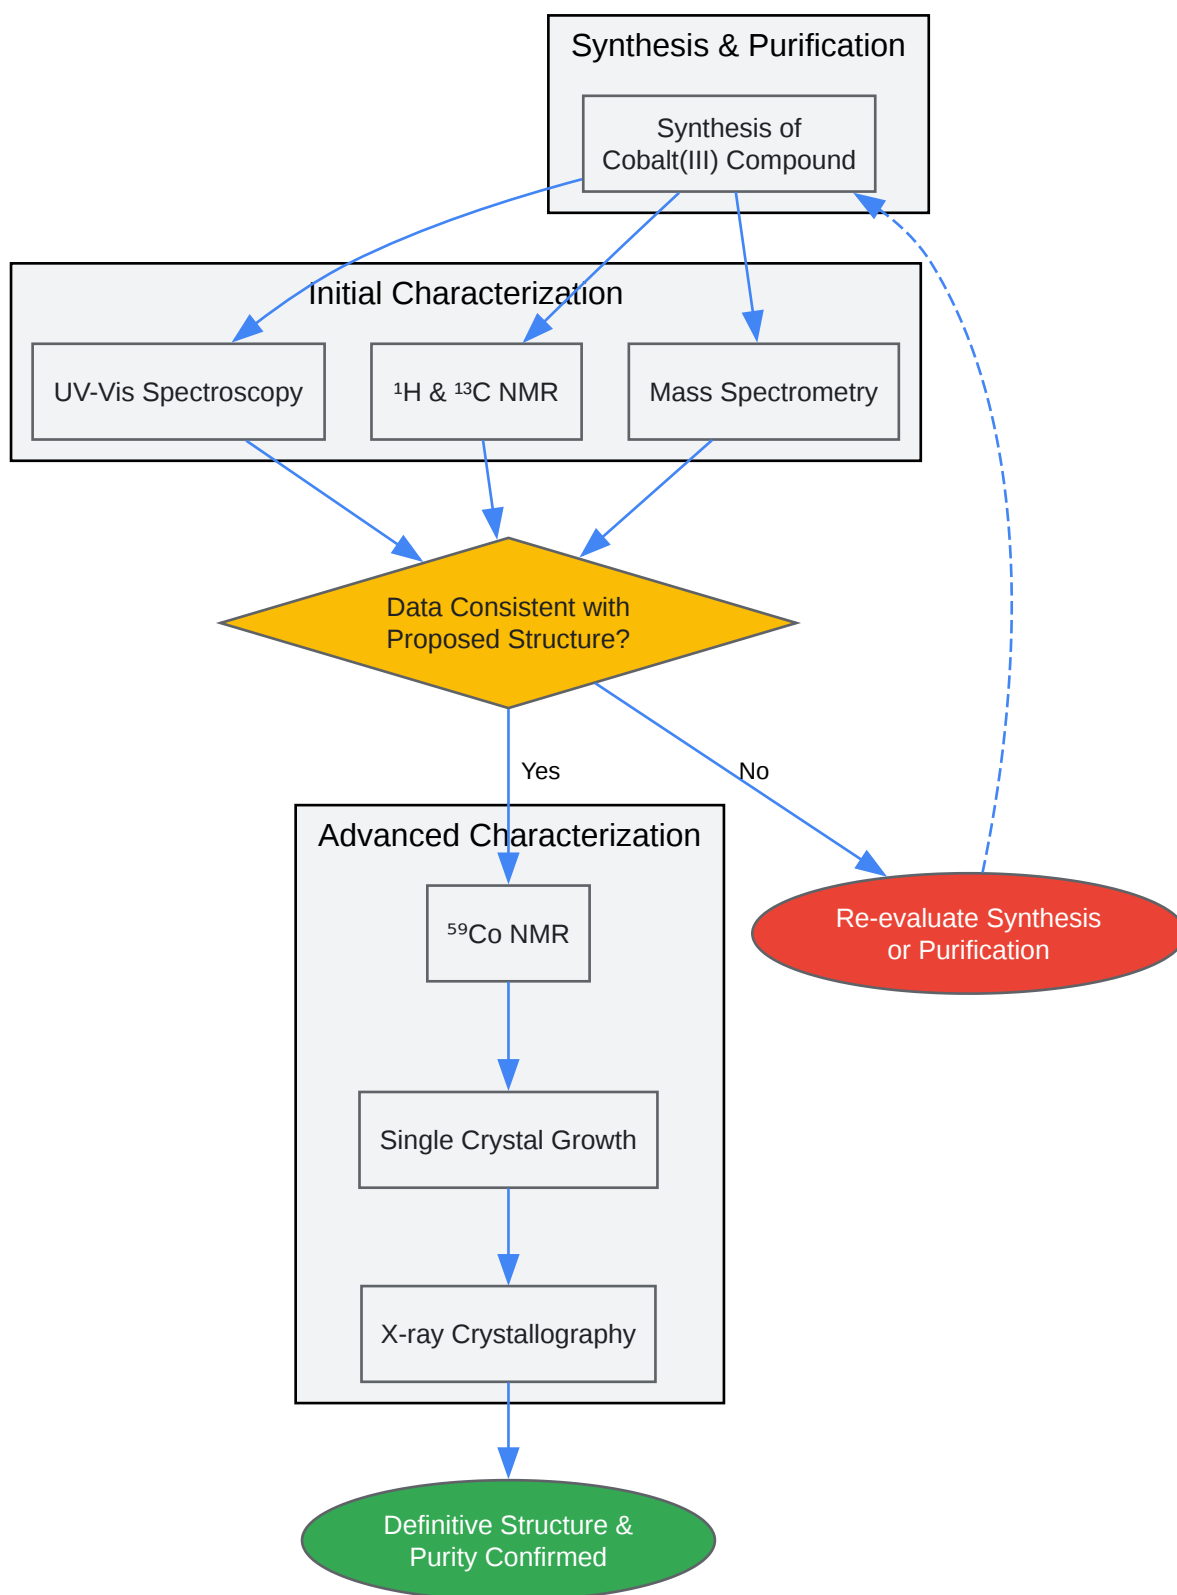 Synthesis & Purification
Synthesis of
Cobalt(III) Compound
Initial Characterization
UV-Vis Spectroscopy
¹H & ¹³C NMR
Mass Spectrometry
Data Consistent with
Proposed Structure?
Yes
No
Advanced Characterization
⁵⁹Co NMR
Re-evaluate Synthesis
or Purification
Single Crystal Growth
X-ray Crystallography
Definitive Structure &
Purity Confirmed